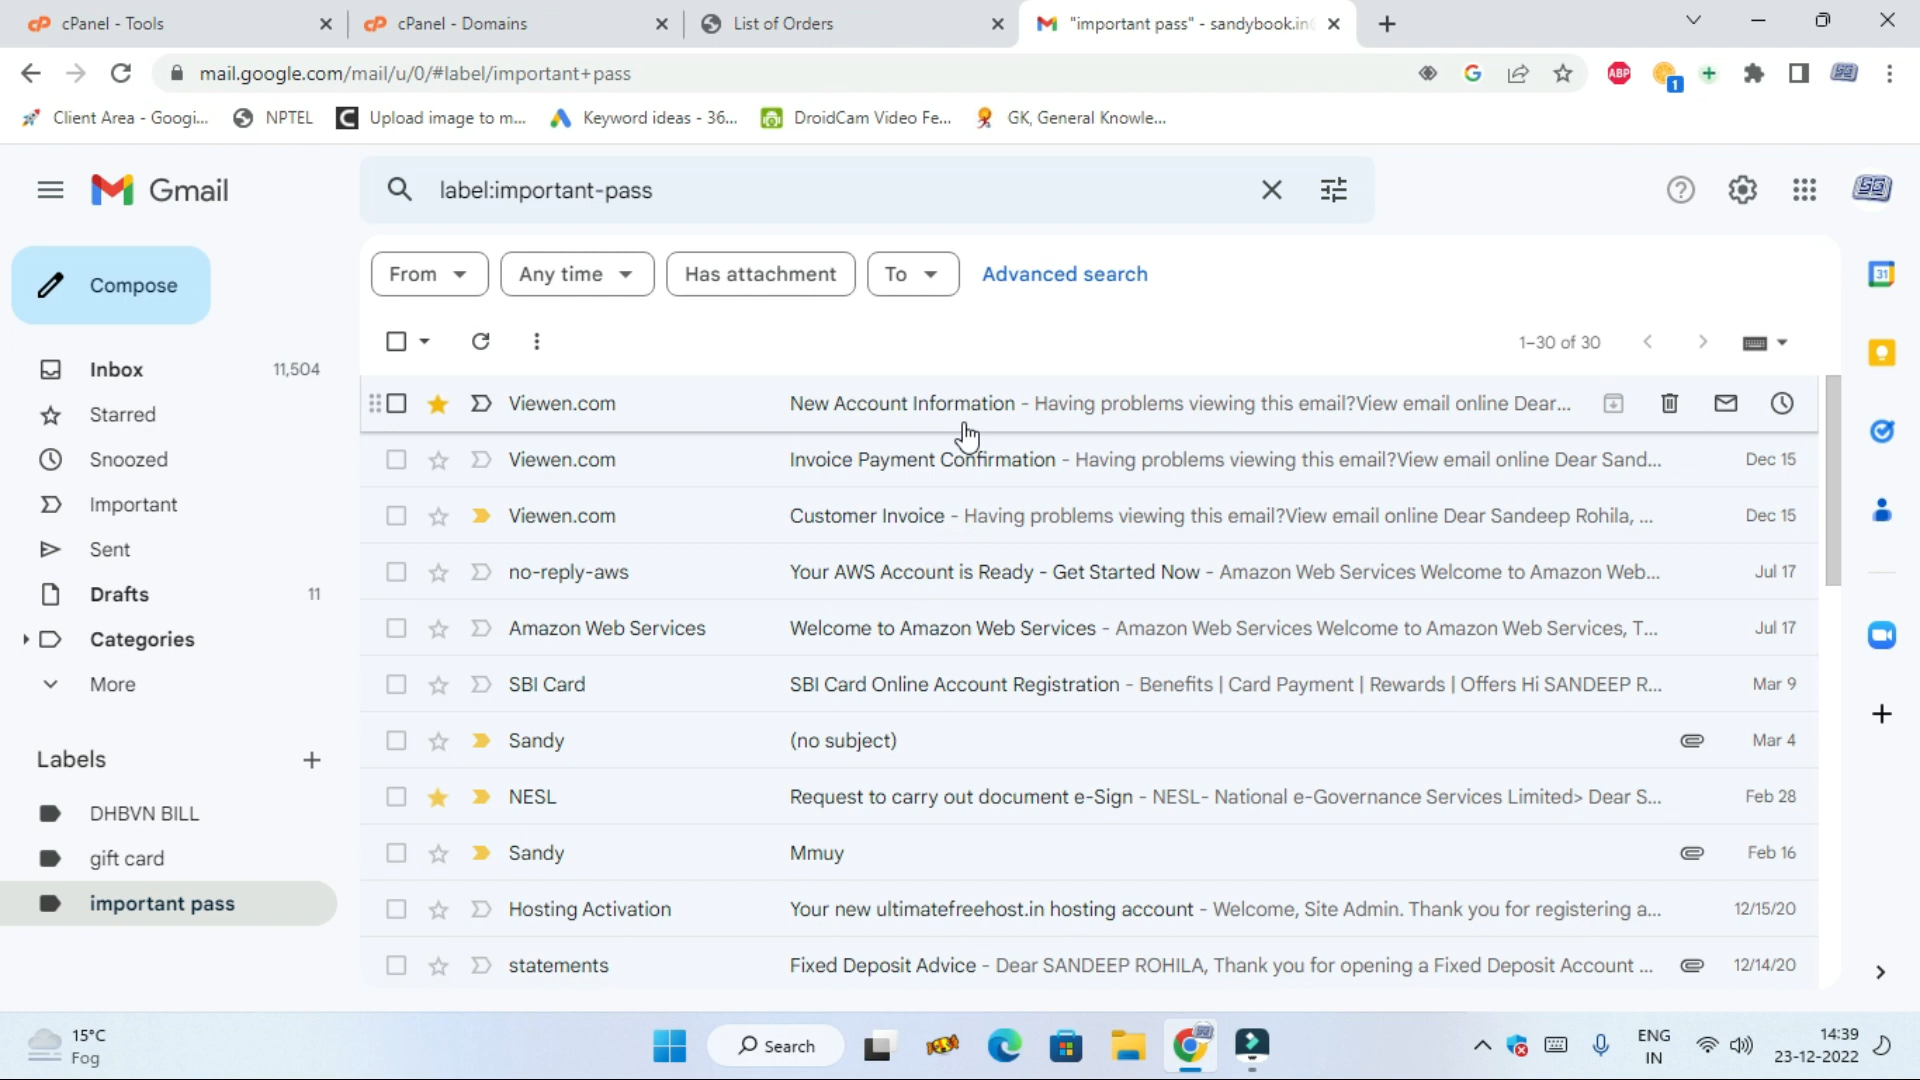 cPanel - Tools
cPanel - Domains
List of Orders
"important pass" - sandybook.in
mail.google.com/mail/u/0/#label/important+pass
ABP
1
Client Area - Googi...
NPTEL
Upload image to m...
Keyword ideas - 36...
DroidCam Video Fe...
GK, General Knowle...
Gmail
label:important-pass
Compose
From
Any time
Has attachment
To
Advanced search
31
1–30 of 30
Inbox 11,504
Starred
Snoozed
Important
Sent
Drafts 11
Categories
More
Labels
DHBVN BILL
gift card
important pass
Viewen.com New Account Information - Having problems viewing this email?View email online Dear...
Viewen.com Invoice Payment Confirmation - Having problems viewing this email?View email online Dear Sand... Dec 15
Viewen.com Customer Invoice - Having problems viewing this email?View email online Dear Sandeep Rohila, ... Dec 15
no-reply-aws Your AWS Account is Ready - Get Started Now - Amazon Web Services Welcome to Amazon Web... Jul 17
Amazon Web Services Welcome to Amazon Web Services - Amazon Web Services Welcome to Amazon Web Services, T... Jul 17
SBI Card SBI Card Online Account Registration - Benefits | Card Payment | Rewards | Offers Hi SANDEEP R... Mar 9
Sandy (no subject) Mar 4
NESL Request to carry out document e-Sign - NESL- National e-Governance Services Limited> Dear S... Feb 28
Sandy Mmuy Feb 16
Hosting Activation Your new ultimatefreehost.in hosting account - Welcome, Site Admin. Thank you for registering a... 12/15/20
statements Fixed Deposit Advice - Dear SANDEEP ROHILA, Thank you for opening a Fixed Deposit Account ... 12/14/20
15°C
Fog
Search
ENG
IN
14:39
23-12-2022